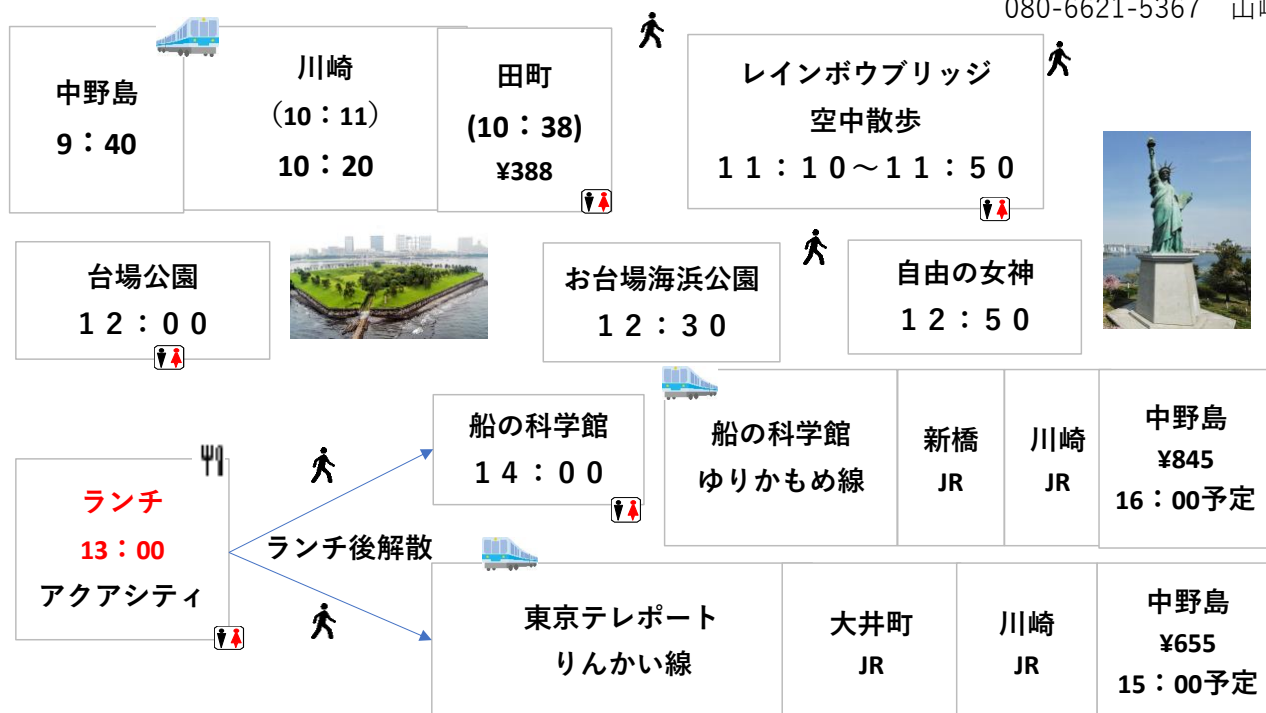 080-6621-5367 山崎
中野島
9：40
川崎
（10：11）
10：20
田町
(10：38)
¥388
レインボウブリッジ
空中散歩
１１：１０～１１：５０
台場公園
１２：００
お台場海浜公園
１２：３０
自由の女神
１２：５０
ランチ
13：00
アクアシティ
ランチ後解散
船の科学館
１４：００
船の科学館
ゆりかもめ線
新橋
JR
川崎
JR
中野島
¥845
16：00予定
東京テレポート
りんかい線
大井町
JR
川崎
JR
中野島
¥655
15：00予定